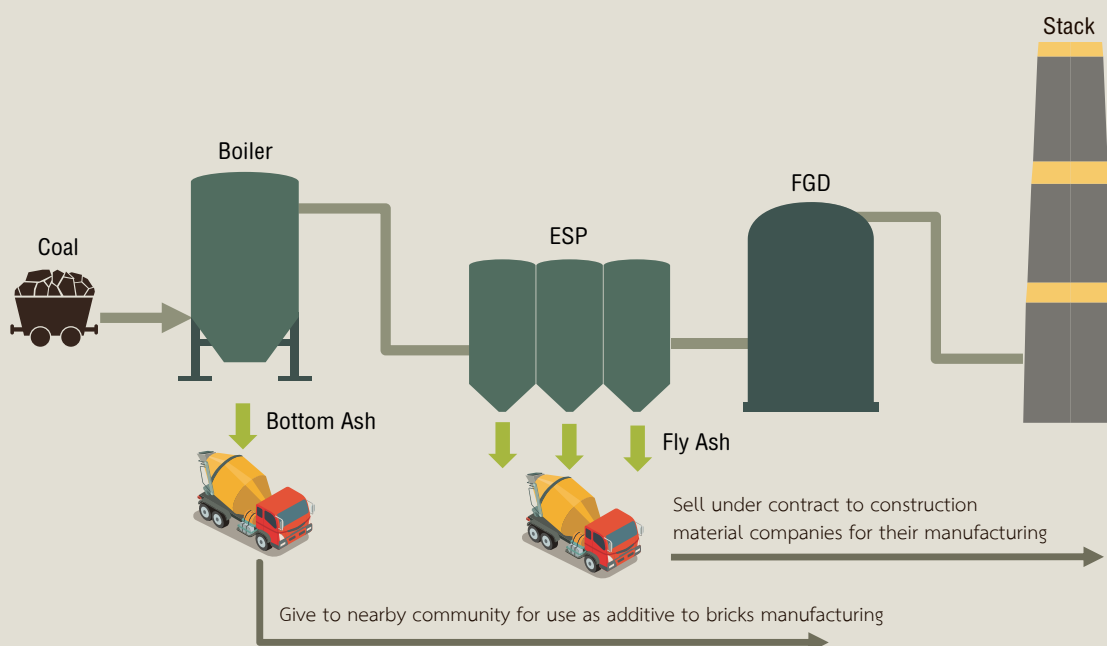 Stack
Boiler
FGD
Coal
ESP
Bottom Ash
Fly Ash
Sell under contract to construction
material companies for their manufacturing
Give to nearby community for use as additive to bricks manufacturing